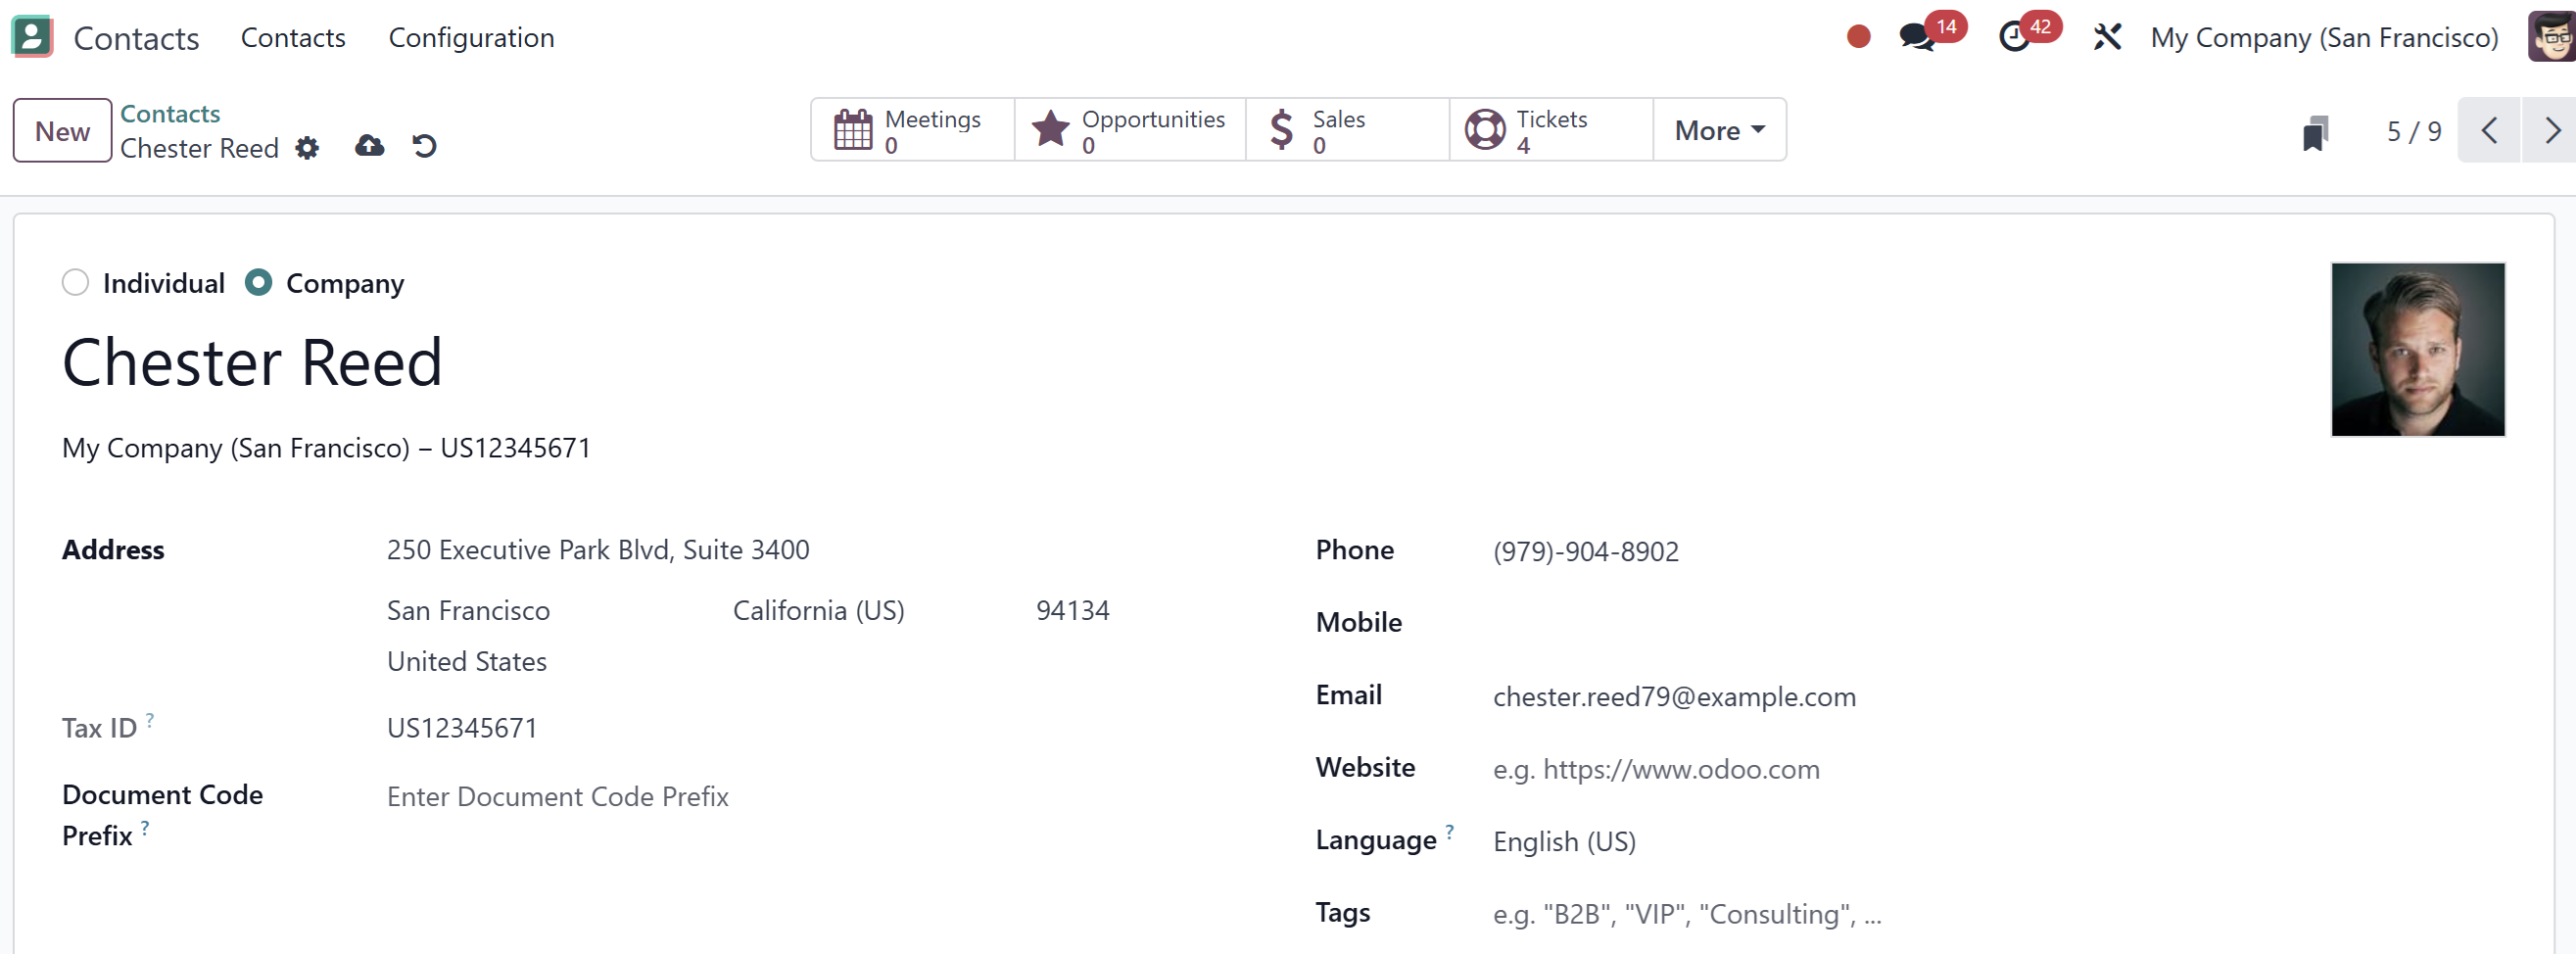 Contacts Contacts Configuration 14 42 My Company (San Francisco)
New Contacts Meetings Opportunities Sales Tickets More 5 / 9
Chester Reed 0 0 0 4
Individual Company
Chester Reed
My Company (San Francisco) – US12345671
Address 250 Executive Park Blvd, Suite 3400
San Francisco California (US) 94134
United States
Tax ID ? US12345671
Document Code Prefix ? Enter Document Code Prefix
Phone (979)-904-8902
Mobile
Email chester.reed79@example.com
Website e.g. https://www.odoo.com
Language ? English (US)
Tags e.g. "B2B", "VIP", "Consulting", ...